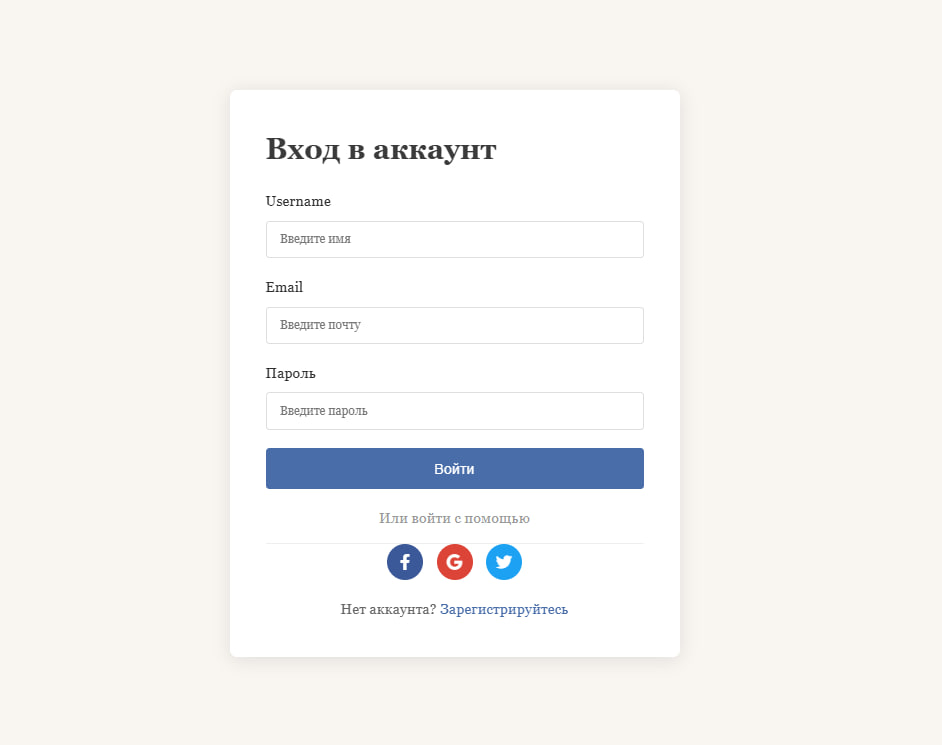 Вход в аккаунт
Username
Введите имя
Email
Введите почту
Пароль
Введите пароль
Войти
Или войти с помощью
Нет аккаунта? Зарегистрируйтесь